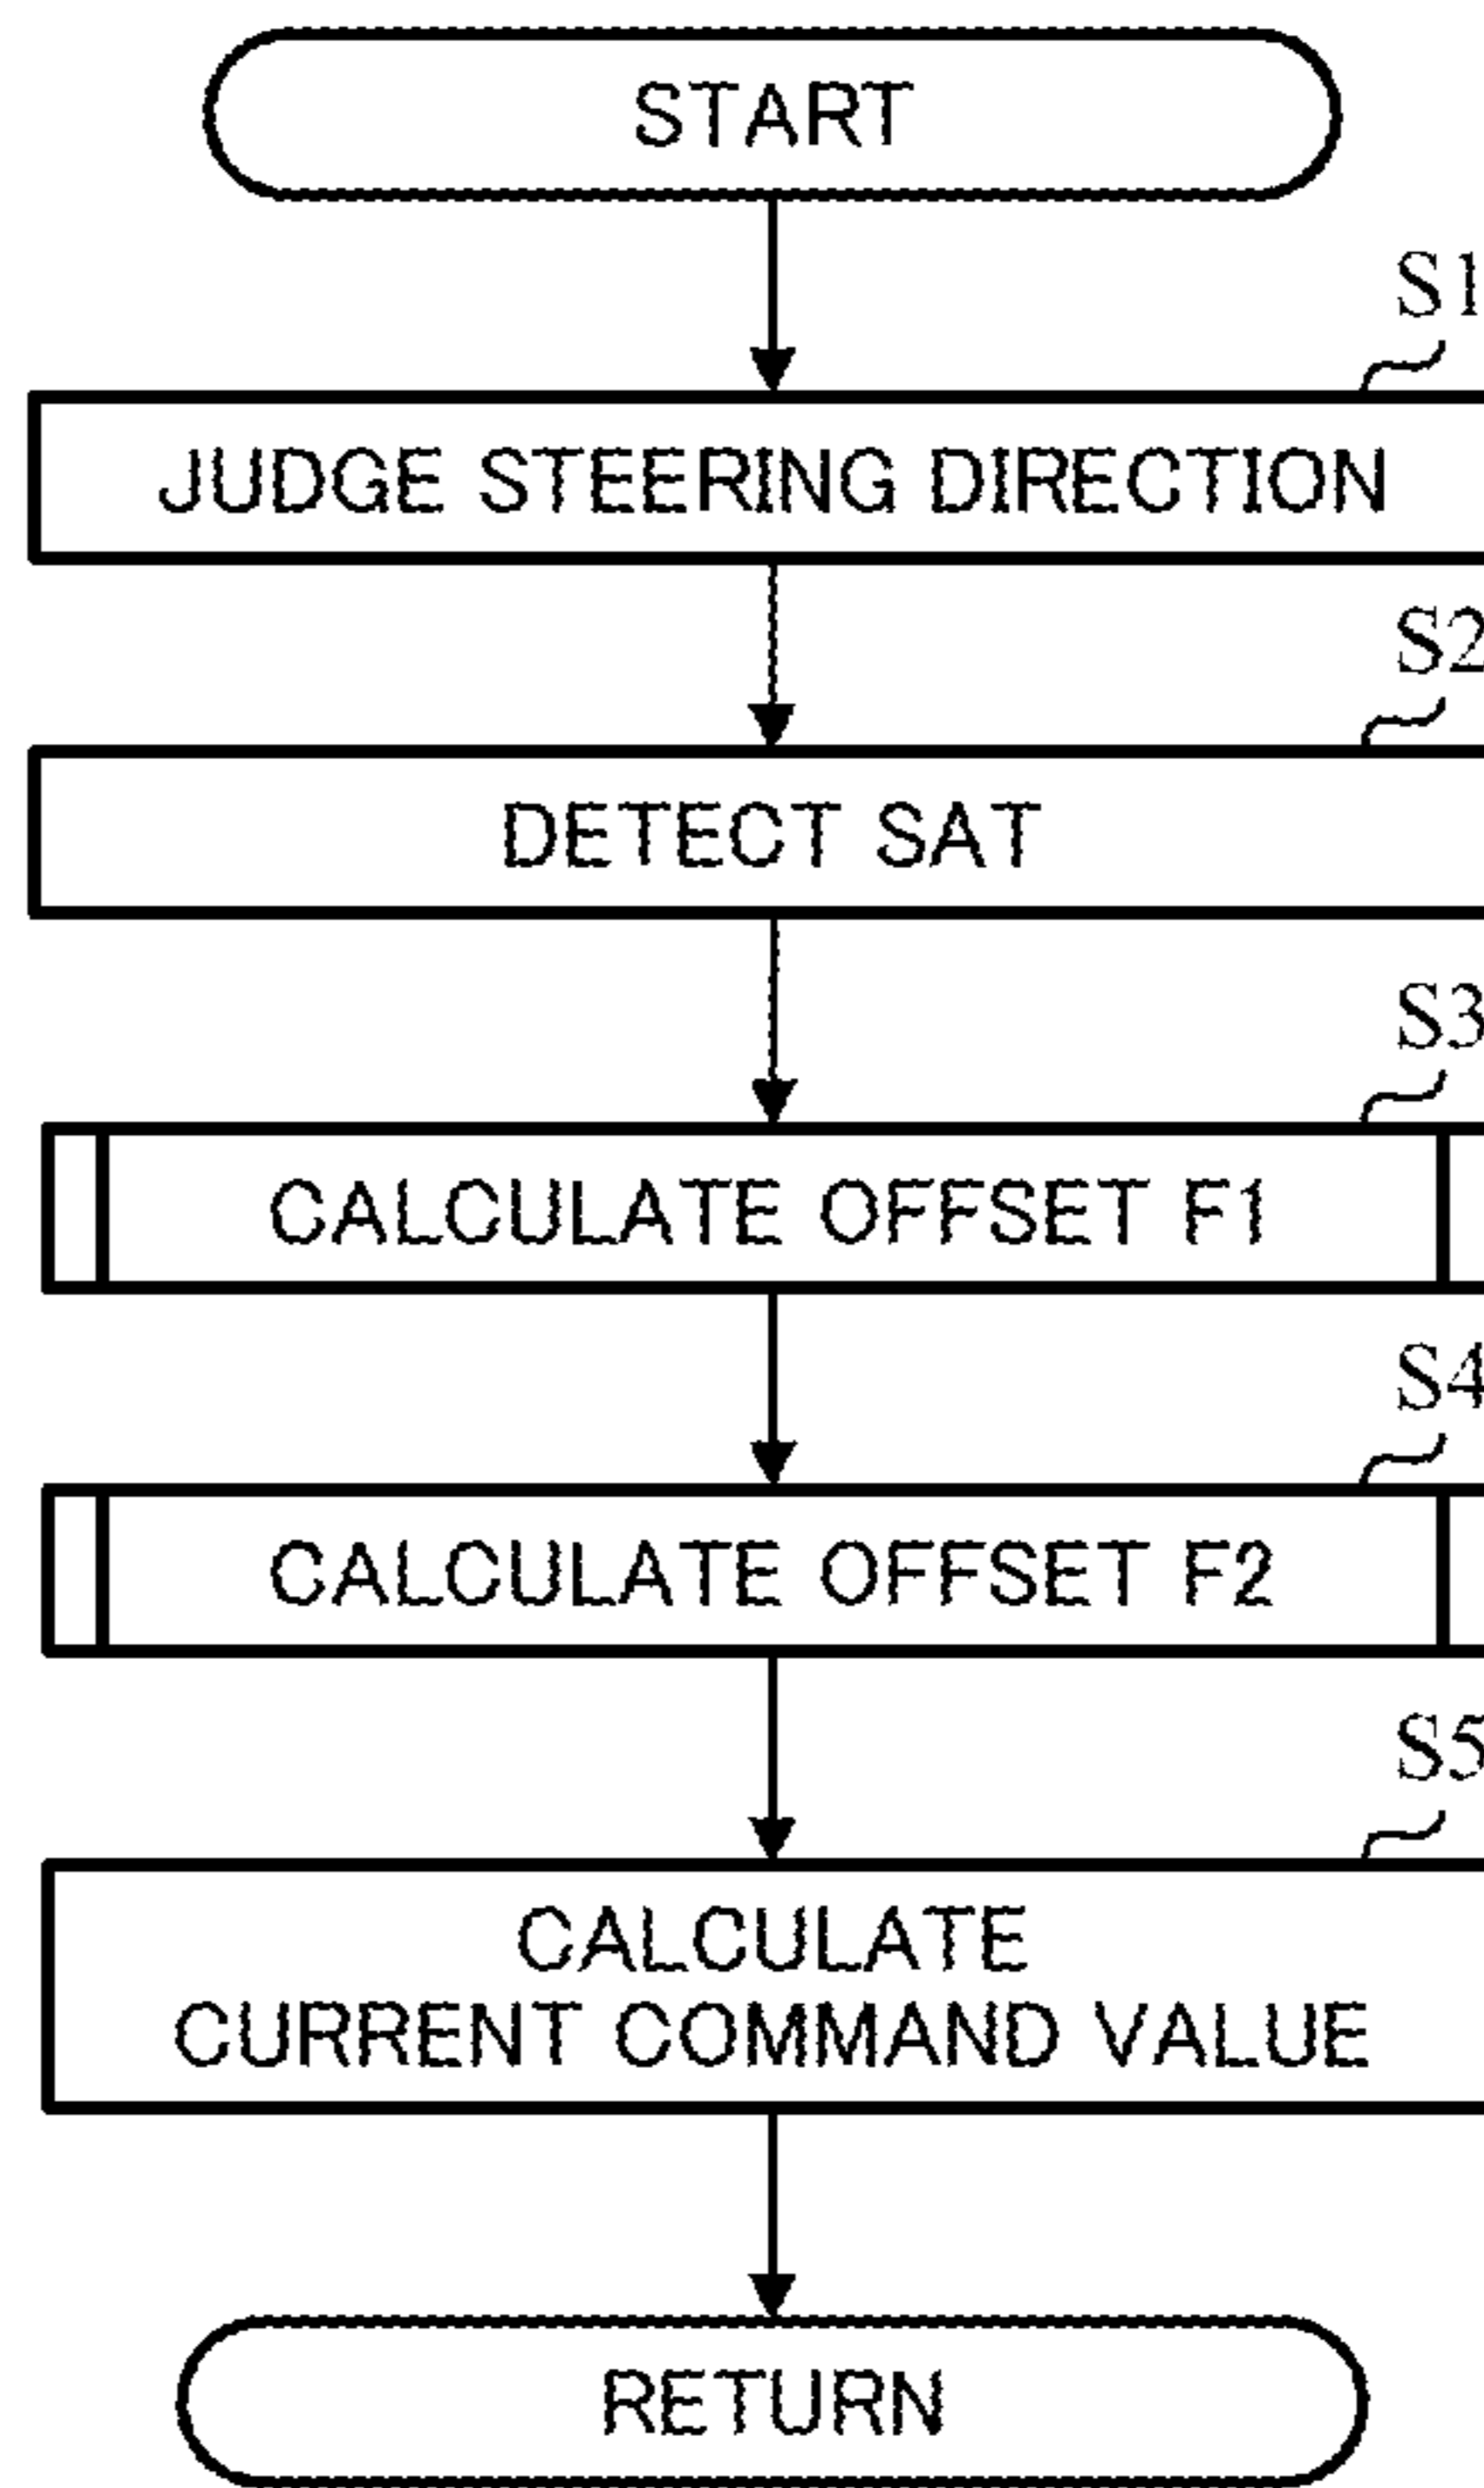 START
S1
JUDGE STEERING DIRECTION
S2
DETECT SAT
S3
CALCULATE OFFSET F1
S4
CALCULATE OFFSET F2
S5
CALCULATE
CURRENT COMMAND VALUE
RETURN